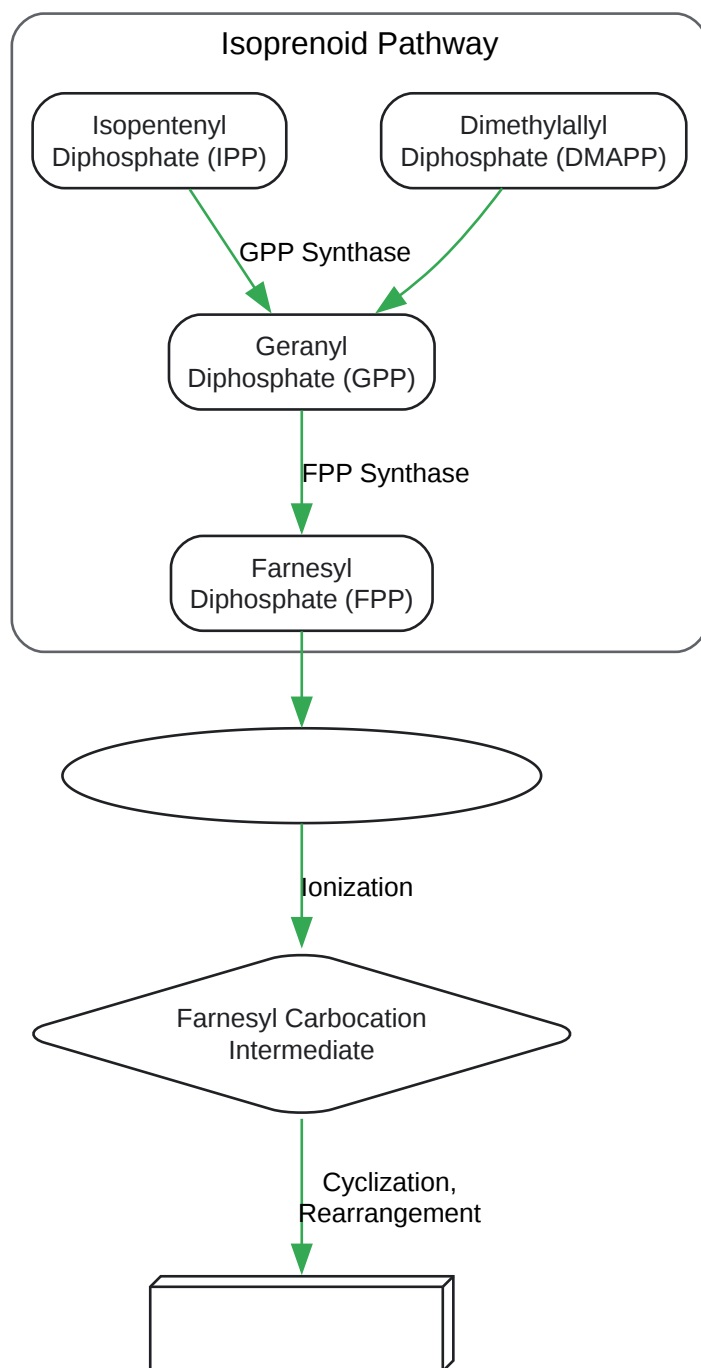 Isoprenoid Pathway
Isopentenyl
Diphosphate (IPP)
Dimethylallyl
Diphosphate (DMAPP)
GPP Synthase
Geranyl
Diphosphate (GPP)
FPP Synthase
Farnesyl
Diphosphate (FPP)
Ionization
Farnesyl Carbocation
Intermediate
Cyclization,
Rearrangement